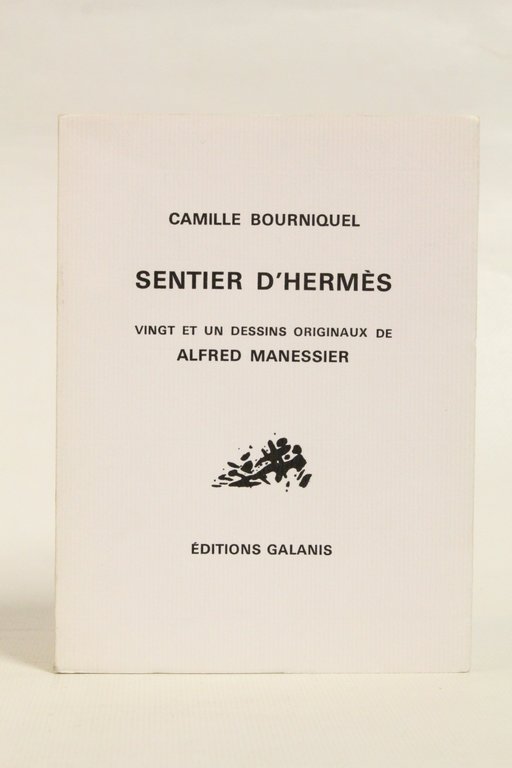 CAMILLE BOURNIQUEL
SENTIER D'HERMÈS
VINGT ET UN DESSINS ORIGINAUX DE
ALFRED MANESSIER
ÉDITIONS GALANIS